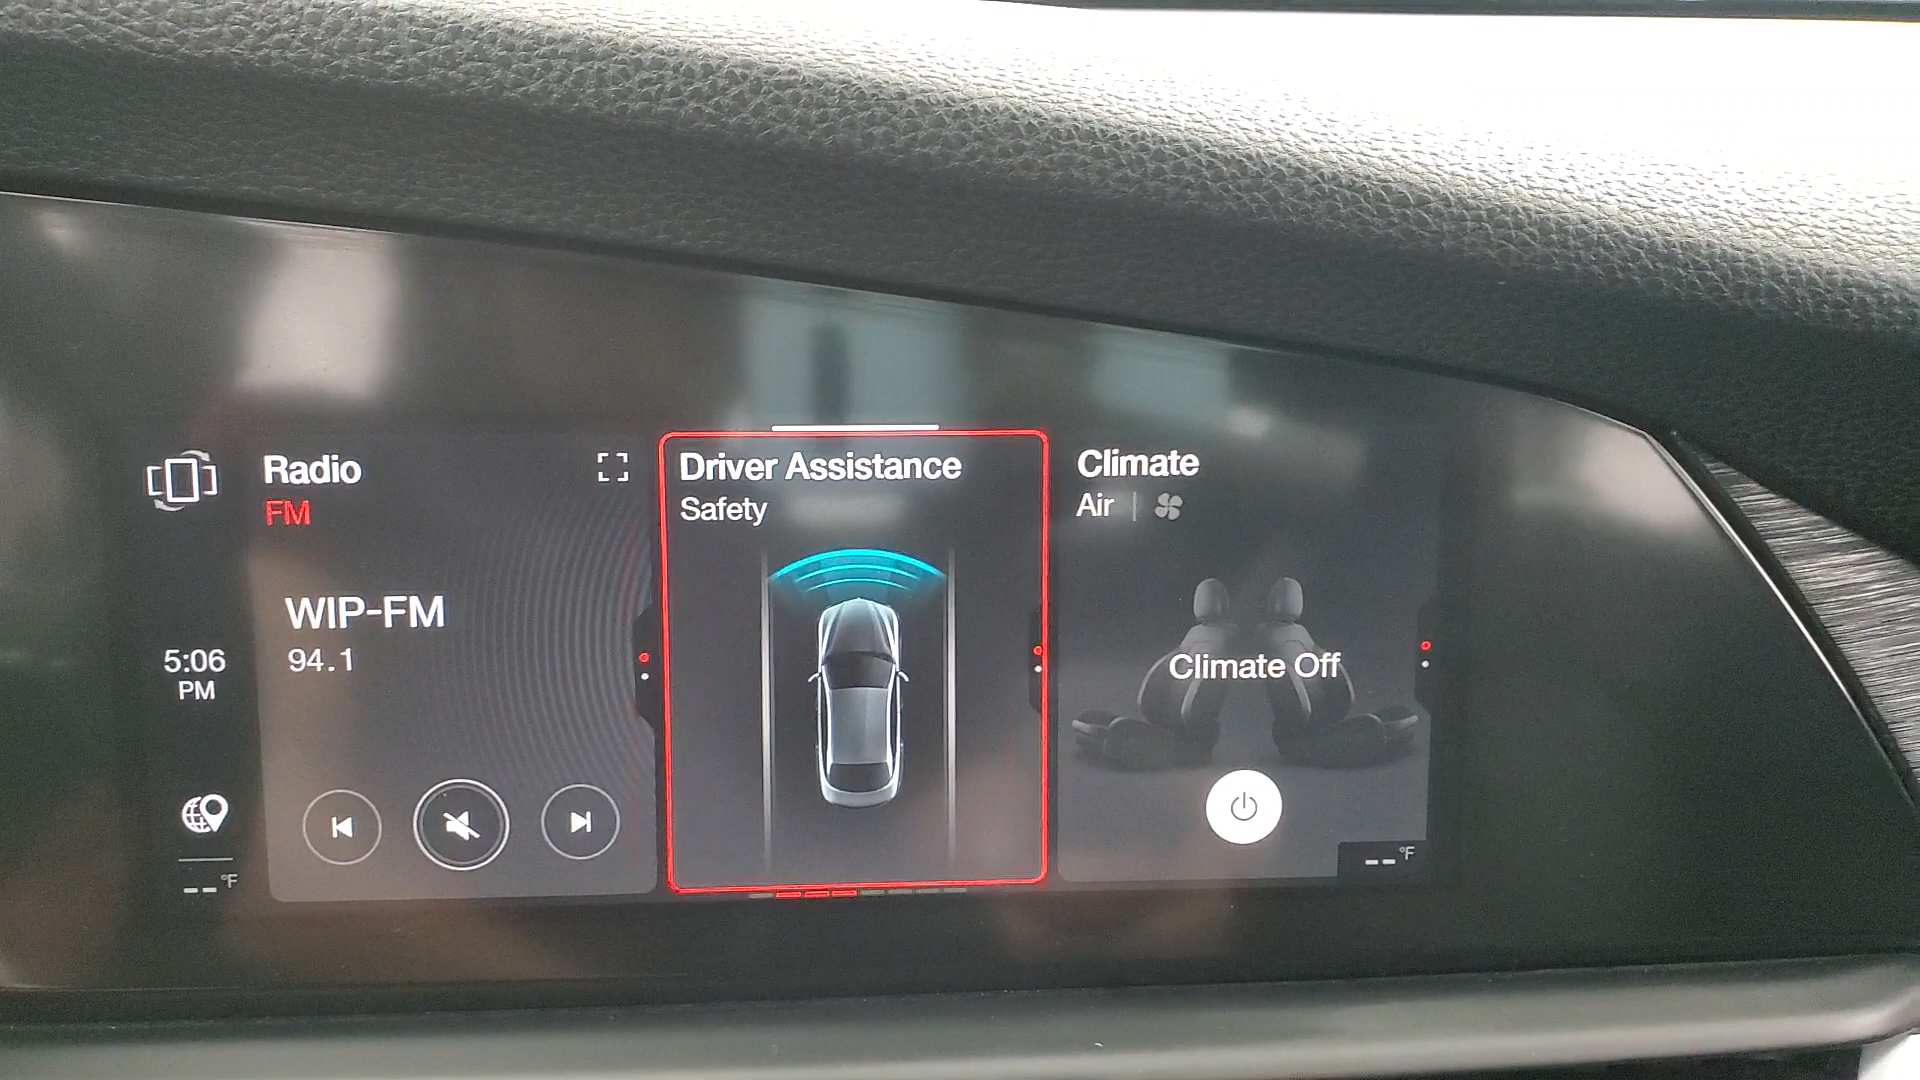 Radio
FM
WIP-FM
94.1
5:06
PM
--°F
Driver Assistance
Safety
Climate
Air |
Climate Off
--°F